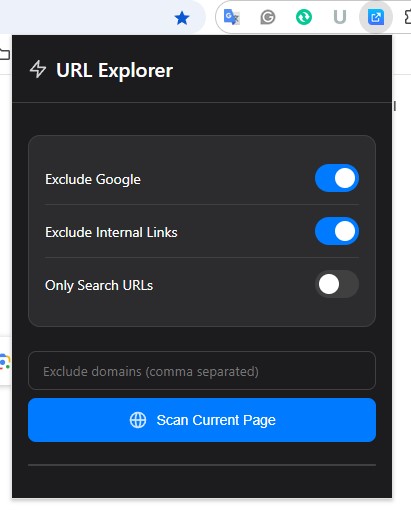 URL Explorer
Exclude Google
Exclude Internal Links
Only Search URLs
Exclude domains (comma separated)
Scan Current Page